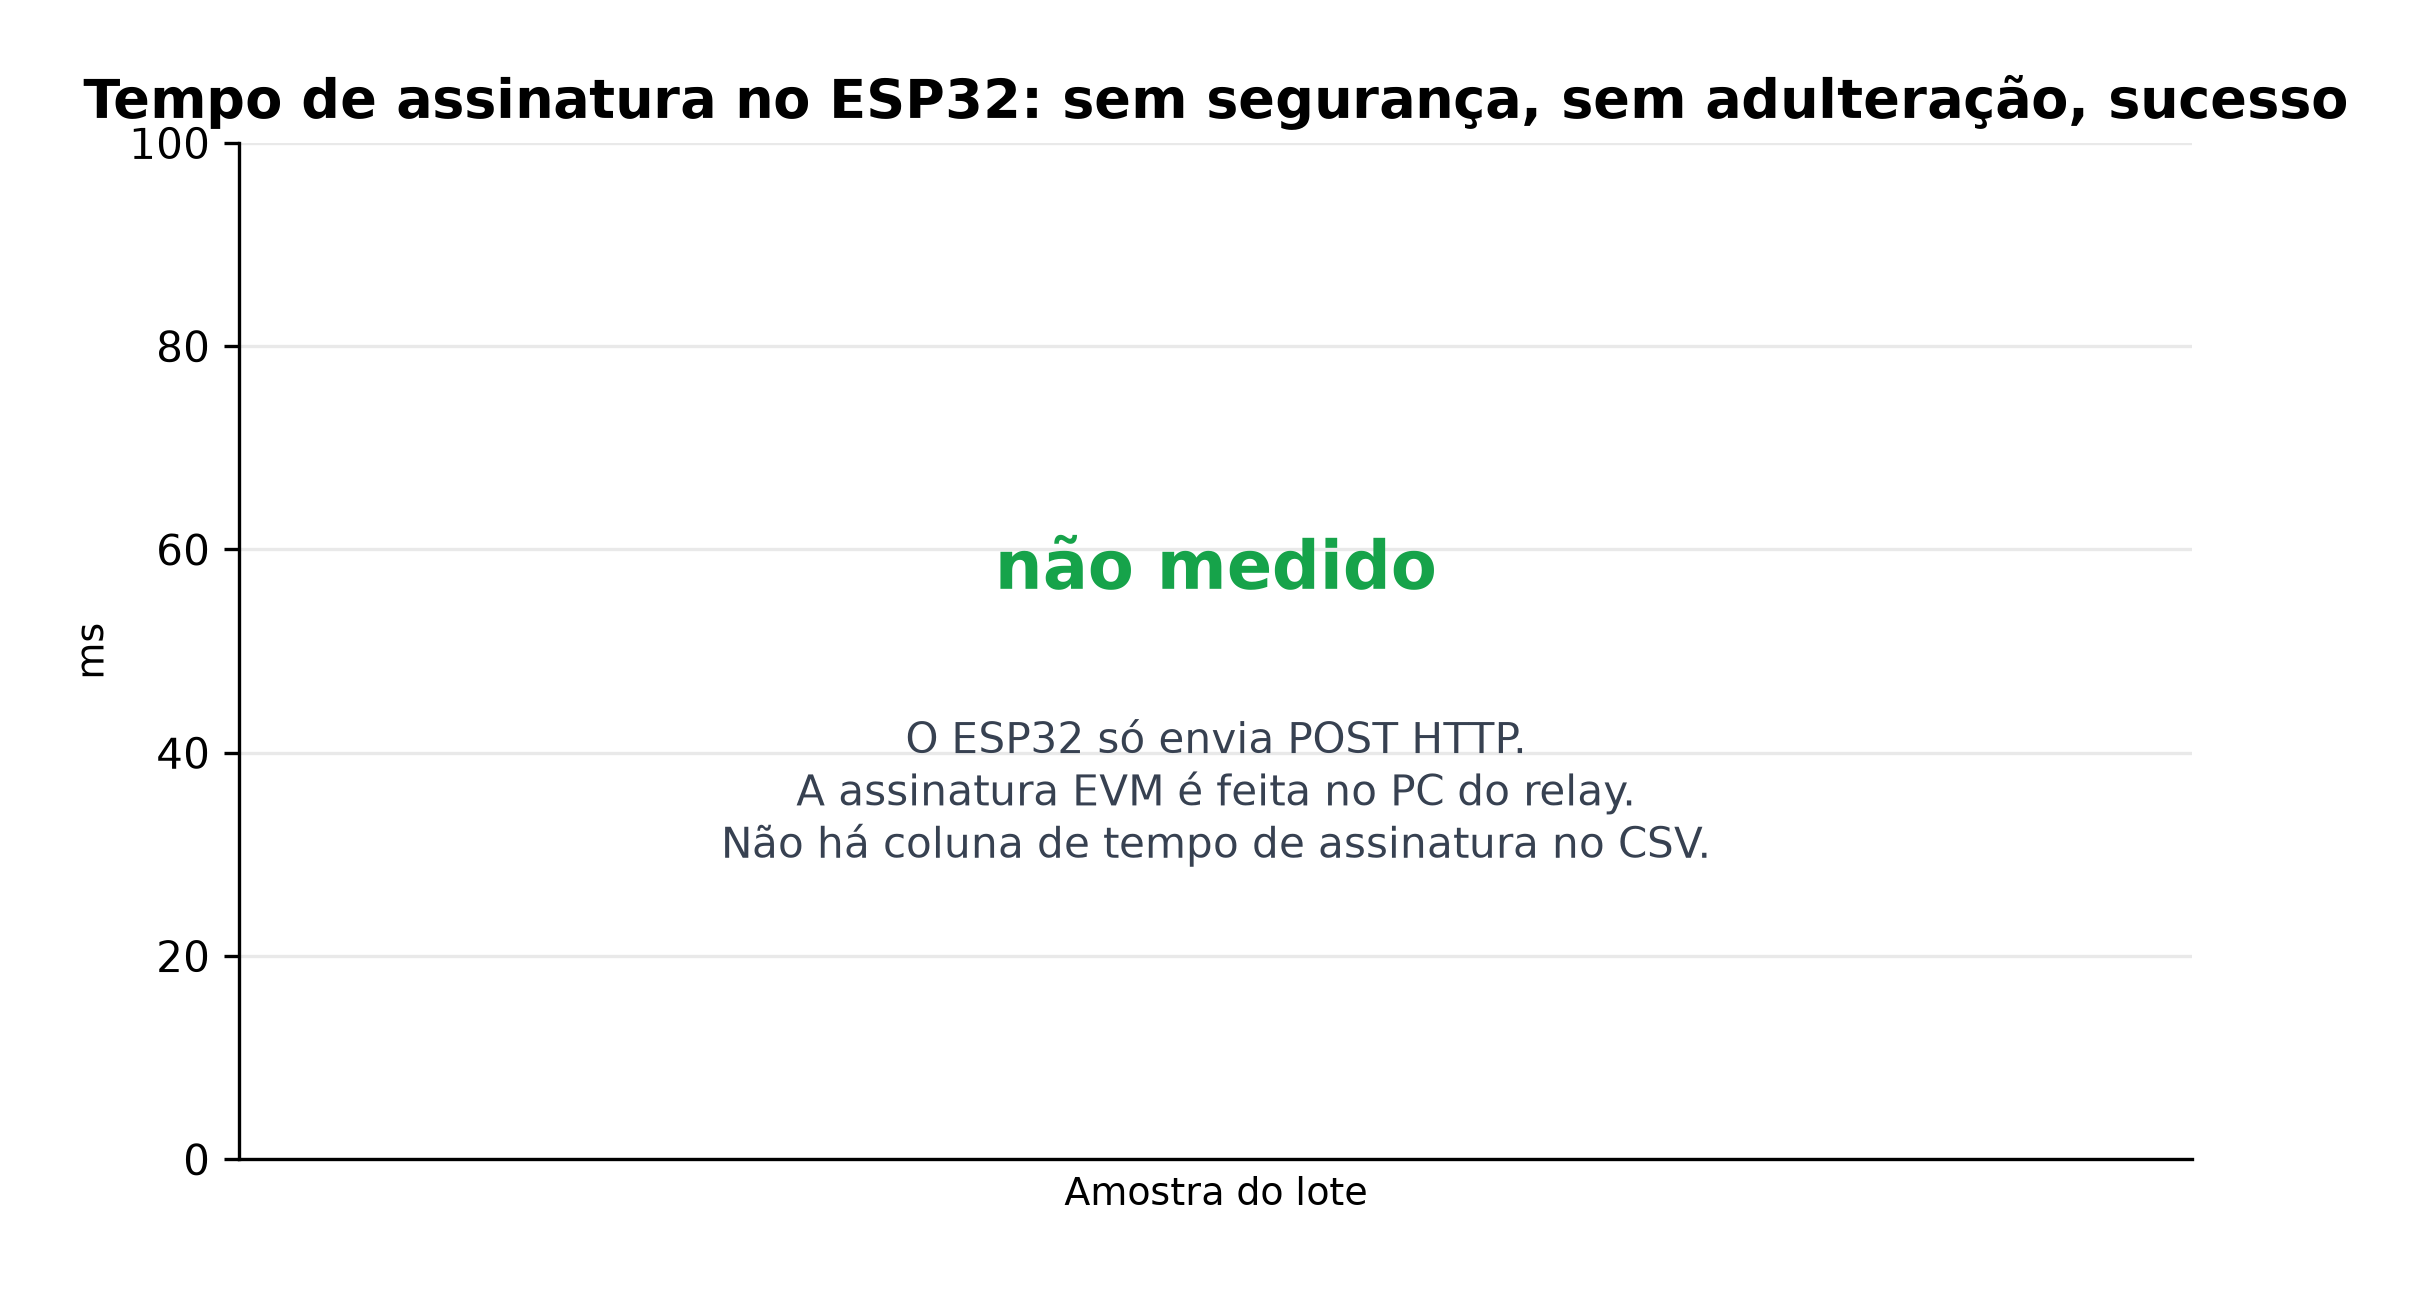 Tempo de assinatura no ESP32: sem segurança, sem adulteração, sucesso
100
80
60
40
20
0
ms
não medido
O ESP32 só envia POST HTTP.
A assinatura EVM é feita no PC do relay.
Não há coluna de tempo de assinatura no CSV.
Amostra do lote